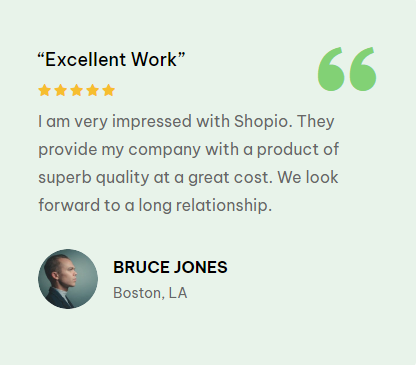 “Excellent Work”
I am very impressed with Shopio. They
provide my company with a product of
superb quality at a great cost. We look
forward to a long relationship.
BRUCE JONES
Boston, LA